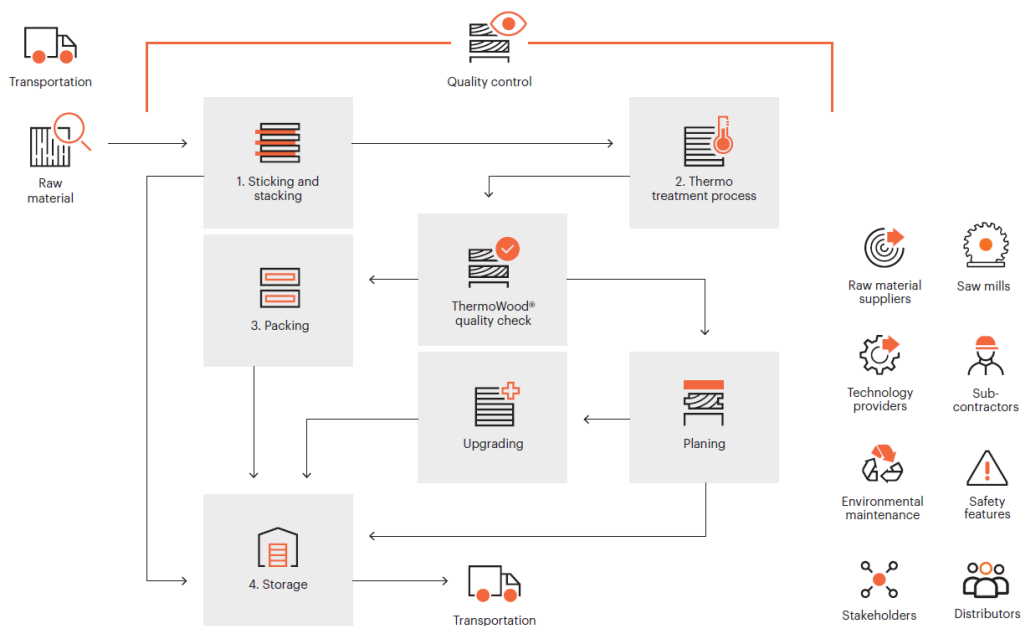 Transportation
Quality control
Raw
material
1. Sticking and
stacking
2. Thermo
treatment process
ThermoWood®
quality check
3. Packing
Upgrading
Planing
4. Storage
Transportation
Raw material
suppliers
Saw mills
Technology
providers
Sub-
contractors
Environmental
maintenance
Safety
features
Stakeholders
Distributors